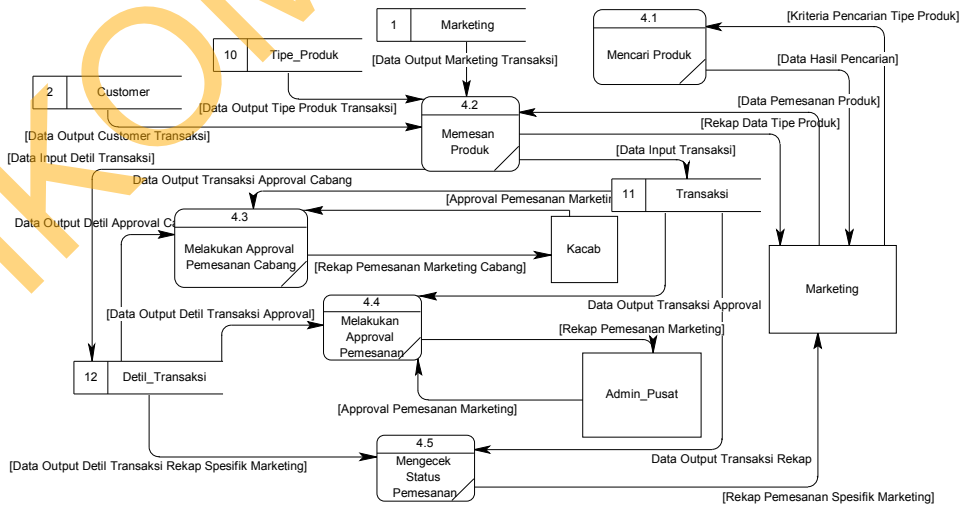 1 Marketing
4.1
[Kriteria Pencarian Tipe Produk]
10 Tipe_Produk
Mencari Produk
[Data Output Marketing Transaksi]
[Data Hasil Pencarian]
2 Customer
4.2
[Data Output Tipe Produk Transaksi]
[Data Pemesanan Produk]
Memesan
Produk
[Rekap Data Tipe Produk]
[Data Output Customer Transaksi]
[Data Input Detil Transaksi]
[Data Input Transaksi]
Data Output Transaksi Approval Cabang
11 Transaksi
[Approval Pemesanan Marketin
4.3
Data Output Detil Approval Ca
Melakukan Approval
Pemesanan Cabang
Kacab
[Rekap Pemesanan Marketing Cabang]
Marketing
4.4
Data Output Transaksi Approval
[Data Output Detil Transaksi Approval]
Melakukan
Approval
Pemesanan
[Rekap Pemesanan Marketing]
12 Detil_Transaksi
Admin_Pusat
[Approval Pemesanan Marketing]
4.5
Mengecek
Status
Pemesanan
Data Output Transaksi Rekap
[Data Output Detil Transaksi Rekap Spesifik Marketing]
[Rekap Pemesanan Spesifik Marketing]
IKOM